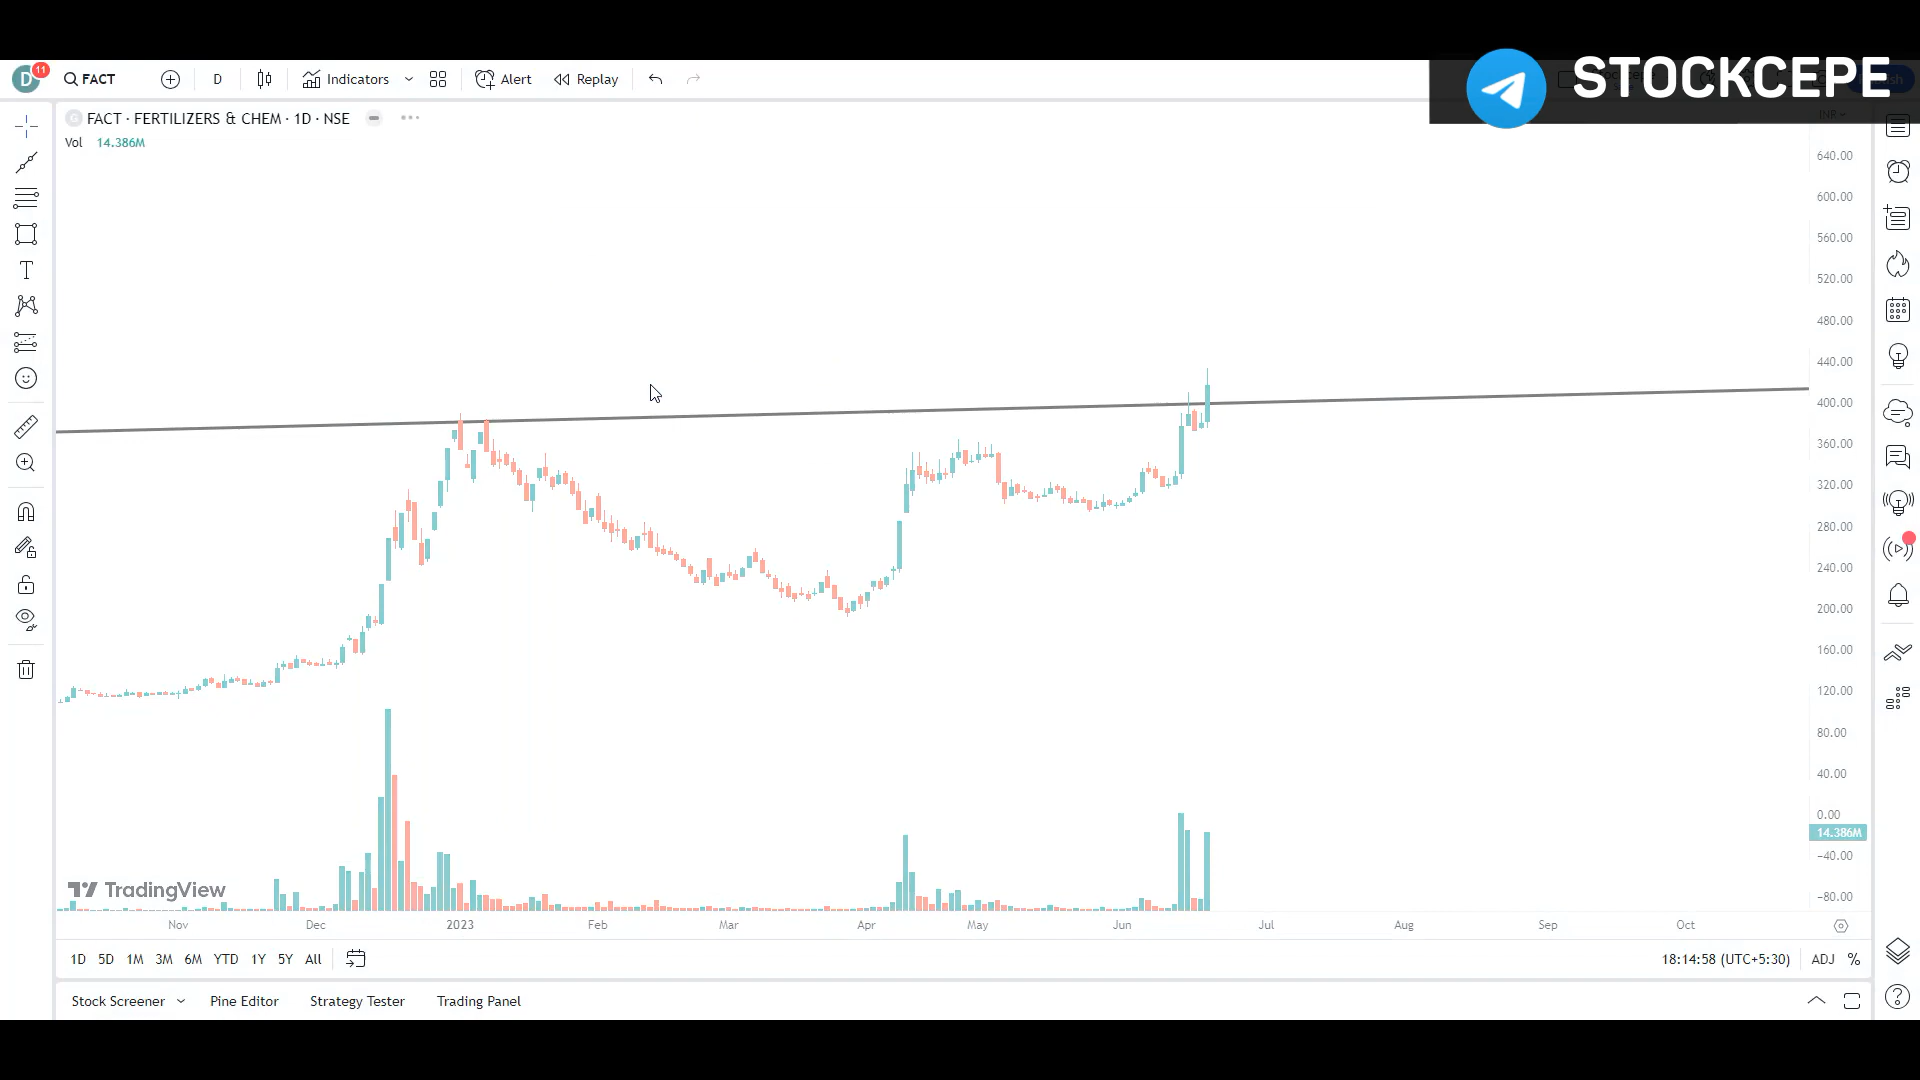 STOCKCEPE
D 11 FACT D Indicators Alert Replay
FACT · FERTILIZERS & CHEM · 1D · NSE
Vol 14.386M
INR
640.00
600.00
560.00
520.00
480.00
440.00
400.00
360.00
320.00
280.00
240.00
200.00
160.00
120.00
80.00
40.00
0.00
14.386M
−40.00
−80.00
TradingView
Nov Dec 2023 Feb Mar Apr May Jun Jul Aug Sep Oct
1D 5D 1M 3M 6M YTD 1Y 5Y All 18:14:58 (UTC+5:30) ADJ %
Stock Screener Pine Editor Strategy Tester Trading Panel